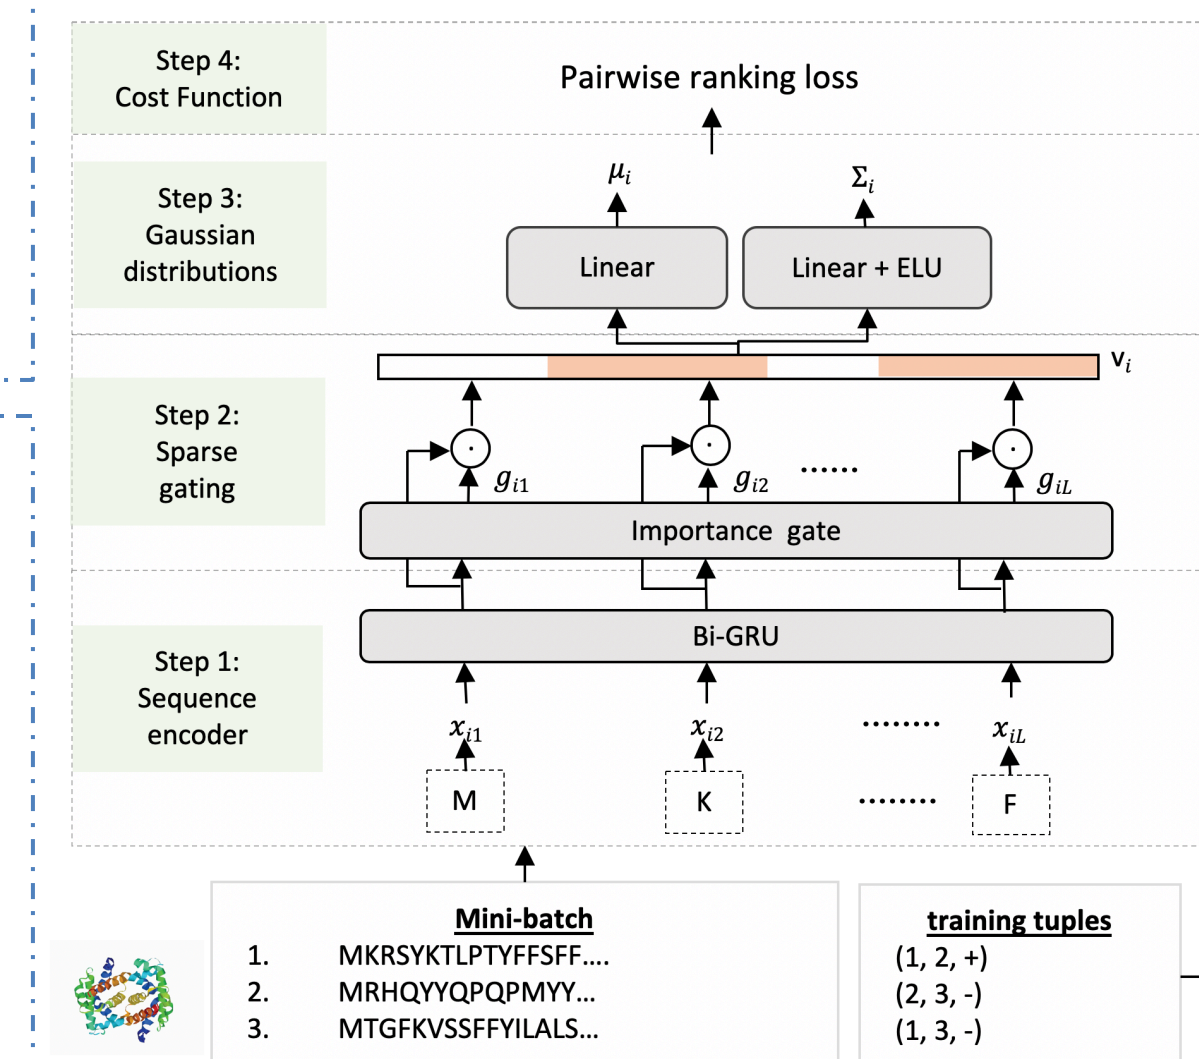 Step 4:
Cost Function
Pairwise ranking loss
Step 3:
Gaussian
distributions
μi
Σi
Linear
Linear + ELU
vi
Step 2:
Sparse
gating
gi1
gi2
......
giL
Importance gate
Step 1:
Sequence
encoder
Bi-GRU
xi1
xi2
........
xiL
M
K
........
F
Mini-batch
1. MKRSYKTLPTYFFSFF....
2. MRHQYYQPQPMYY...
3. MTGFKVSSFFYILALS...
training tuples
(1, 2, +)
(2, 3, -)
(1, 3, -)